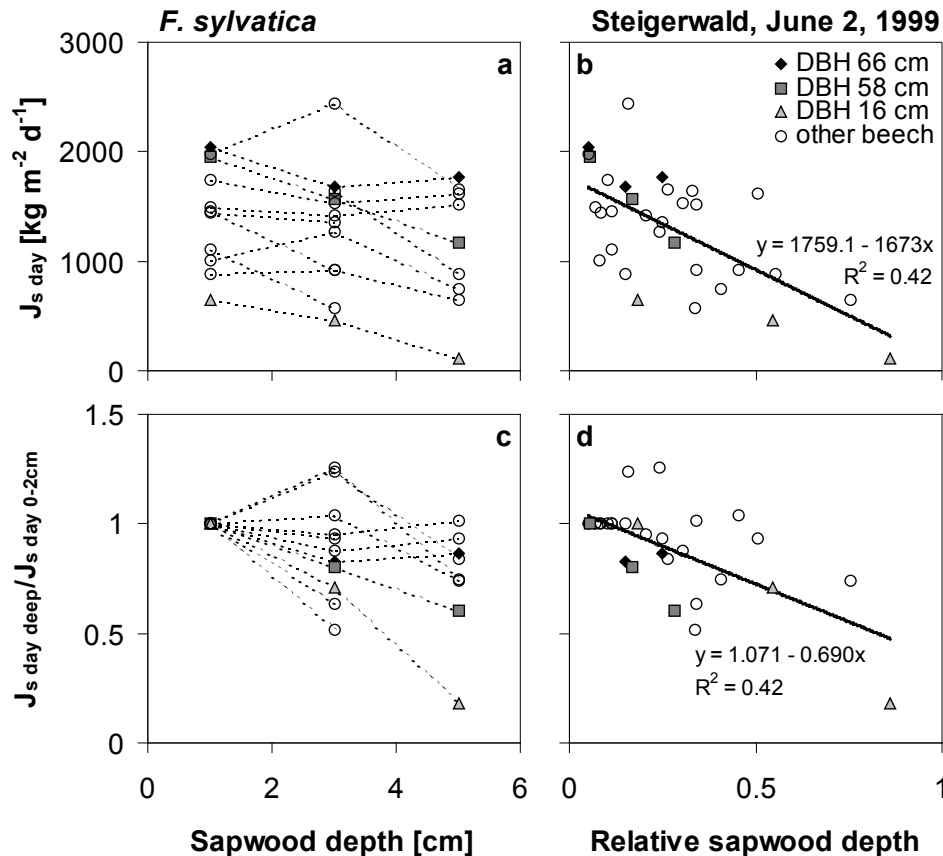 F. sylvatica
Steigerwald, June 2, 1999
J s day [kg m-2 d-1]
3000
2000
1000
0
a
b
DBH 66 cm
DBH 58 cm
DBH 16 cm
other beech
y = 1759.1 - 1673x
R2 = 0.42
J s day deep/J s day 0-2cm
1.5
1
0.5
0
c
d
y = 1.071 - 0.690x
R2 = 0.42
0
2
4
6
0
0.5
1
Sapwood depth [cm]
Relative sapwood depth